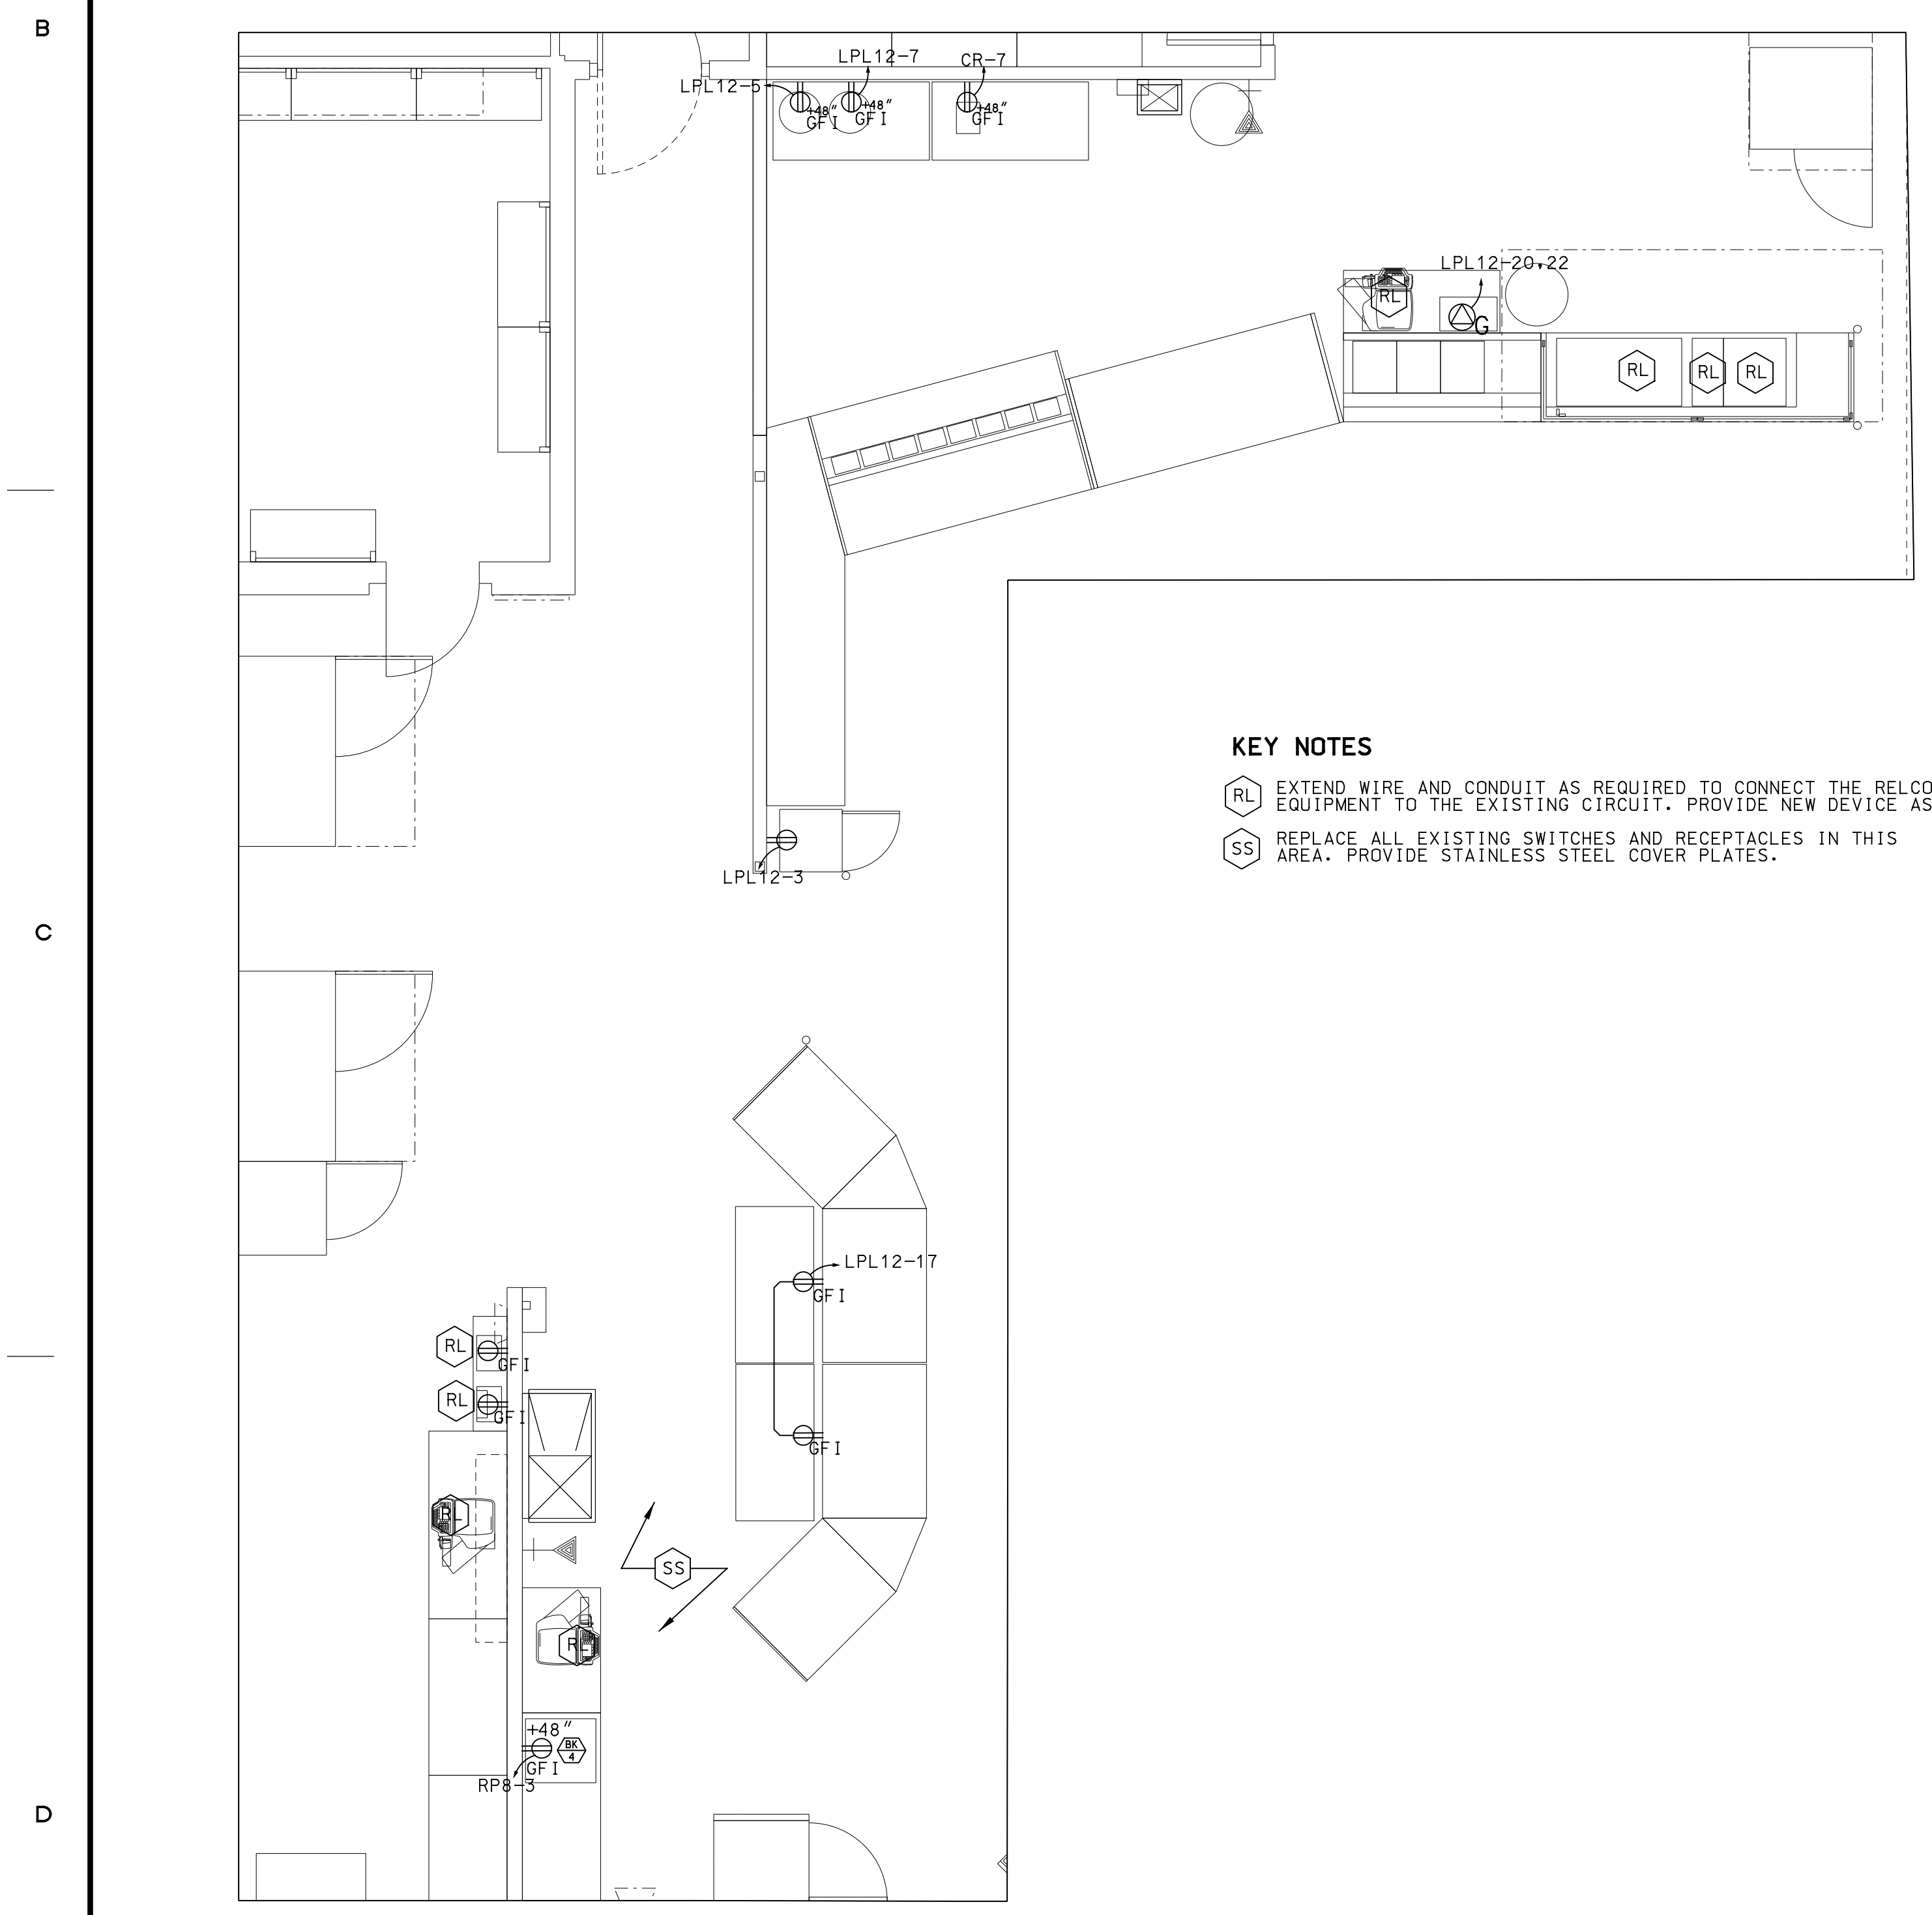 B
LPL12-7
CR-7
LPL12-5
+48"
GFI
+48"
GFI
+48"
GFI
LPL12-20,22
RL
G
RL
RL
RL
KEY NOTES
RL EXTEND WIRE AND CONDUIT AS REQUIRED TO CONNECT THE RELCO
EQUIPMENT TO THE EXISTING CIRCUIT. PROVIDE NEW DEVICE AS
SS REPLACE ALL EXISTING SWITCHES AND RECEPTACLES IN THIS
AREA. PROVIDE STAINLESS STEEL COVER PLATES.
LPL12-3
C
LPL12-17
GFI
RL
GFI
RL
GFI
GFI
RL
SS
RL
+48"
BK
4
GFI
RP8-3
D